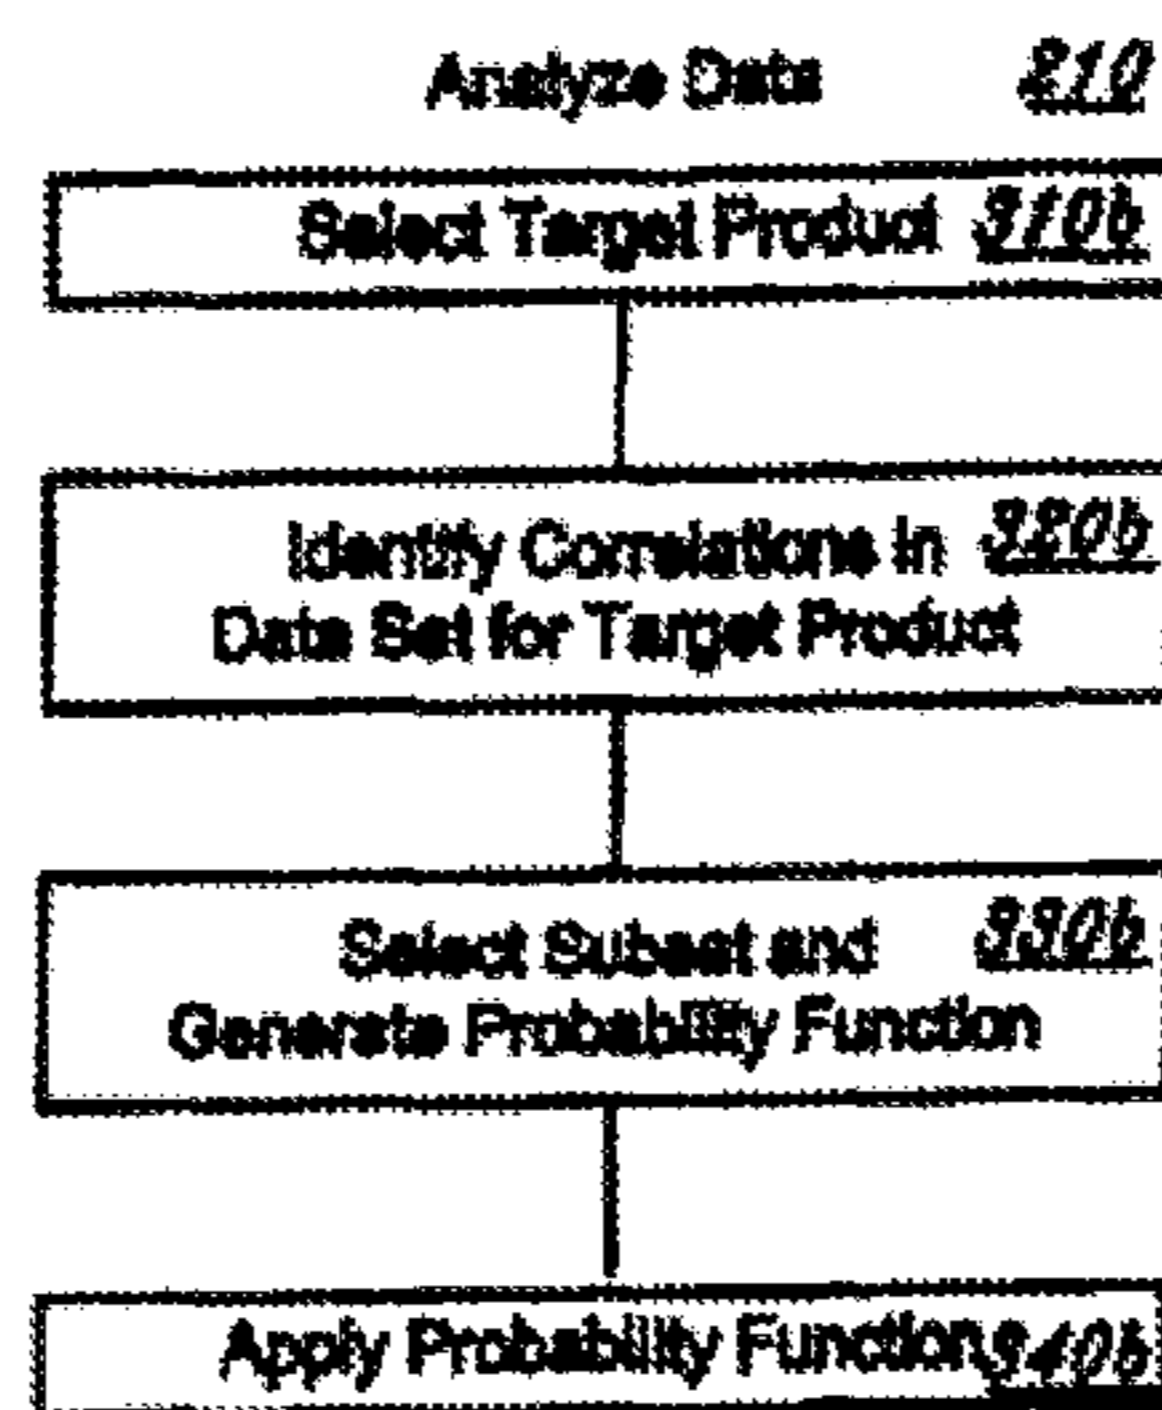 Analyze Data 210
Select Target Product 310b
Identify Correlations in 320b
Data Set for Target Product
Select Subset and 330b
Generate Probability Function
Apply Probability Function 340b